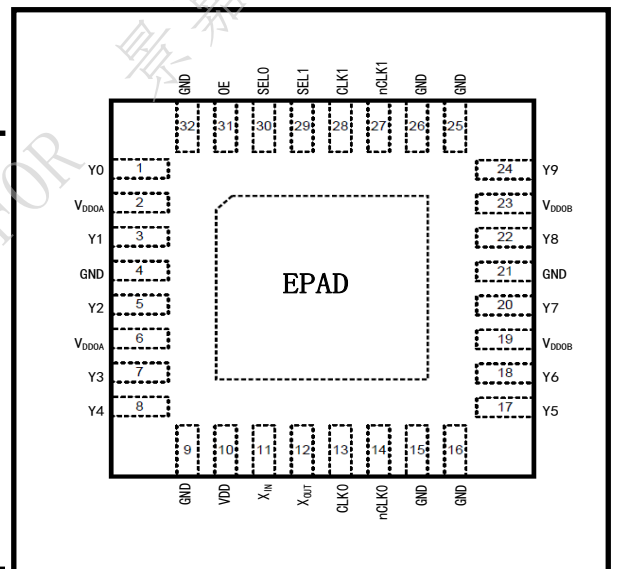 景嘉
TOR
GND OE SEL0 SEL1 CLK1 nCLK1 GND GND
32 31 30 29 28 27 26 25
Y0 1 24 Y9
VDDOA 2 23 VDDOB
Y1 3 22 Y8
GND 4 21 GND
Y2 5 20 Y7
VDDOA 6 19 VDDOB
Y3 7 18 Y6
Y4 8 17 Y5
EPAD
9 10 11 12 13 14 15 16
GND VDD XIN XOUT CLK0 nCLK0 GND GND